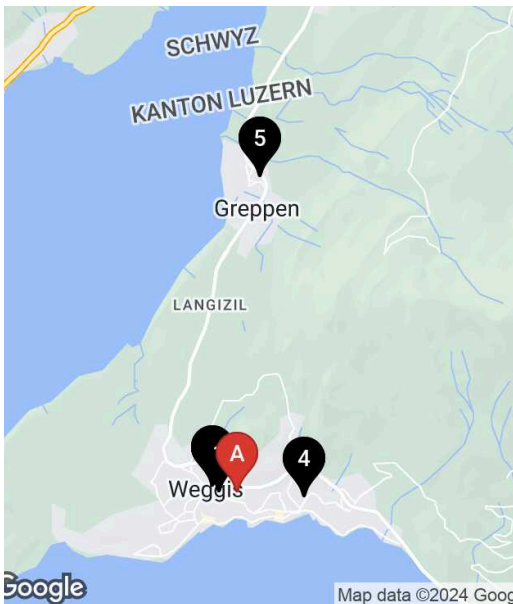 SCHWYZ
KANTON LUZERN
5
Greppen
LANGIZIL
A
4
Weggis
Google
Map data ©2024 Goog